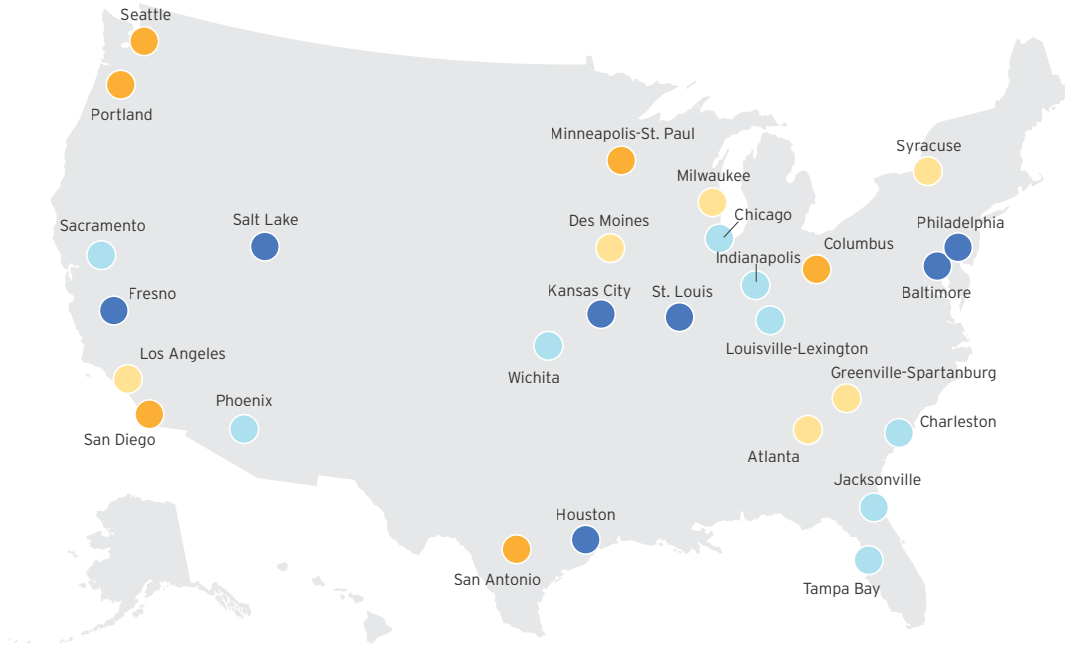 Seattle
Portland
Minneapolis-St. Paul
Syracuse
Milwaukee
Chicago
Salt Lake
Des Moines
Sacramento
Philadelphia
Columbus
Indianapolis
Kansas City
St. Louis
Baltimore
Fresno
Louisville-Lexington
Los Angeles
Wichita
Greenville-Spartanburg
Phoenix
Charleston
San Diego
Atlanta
Jacksonville
Houston
San Antonio
Tampa Bay